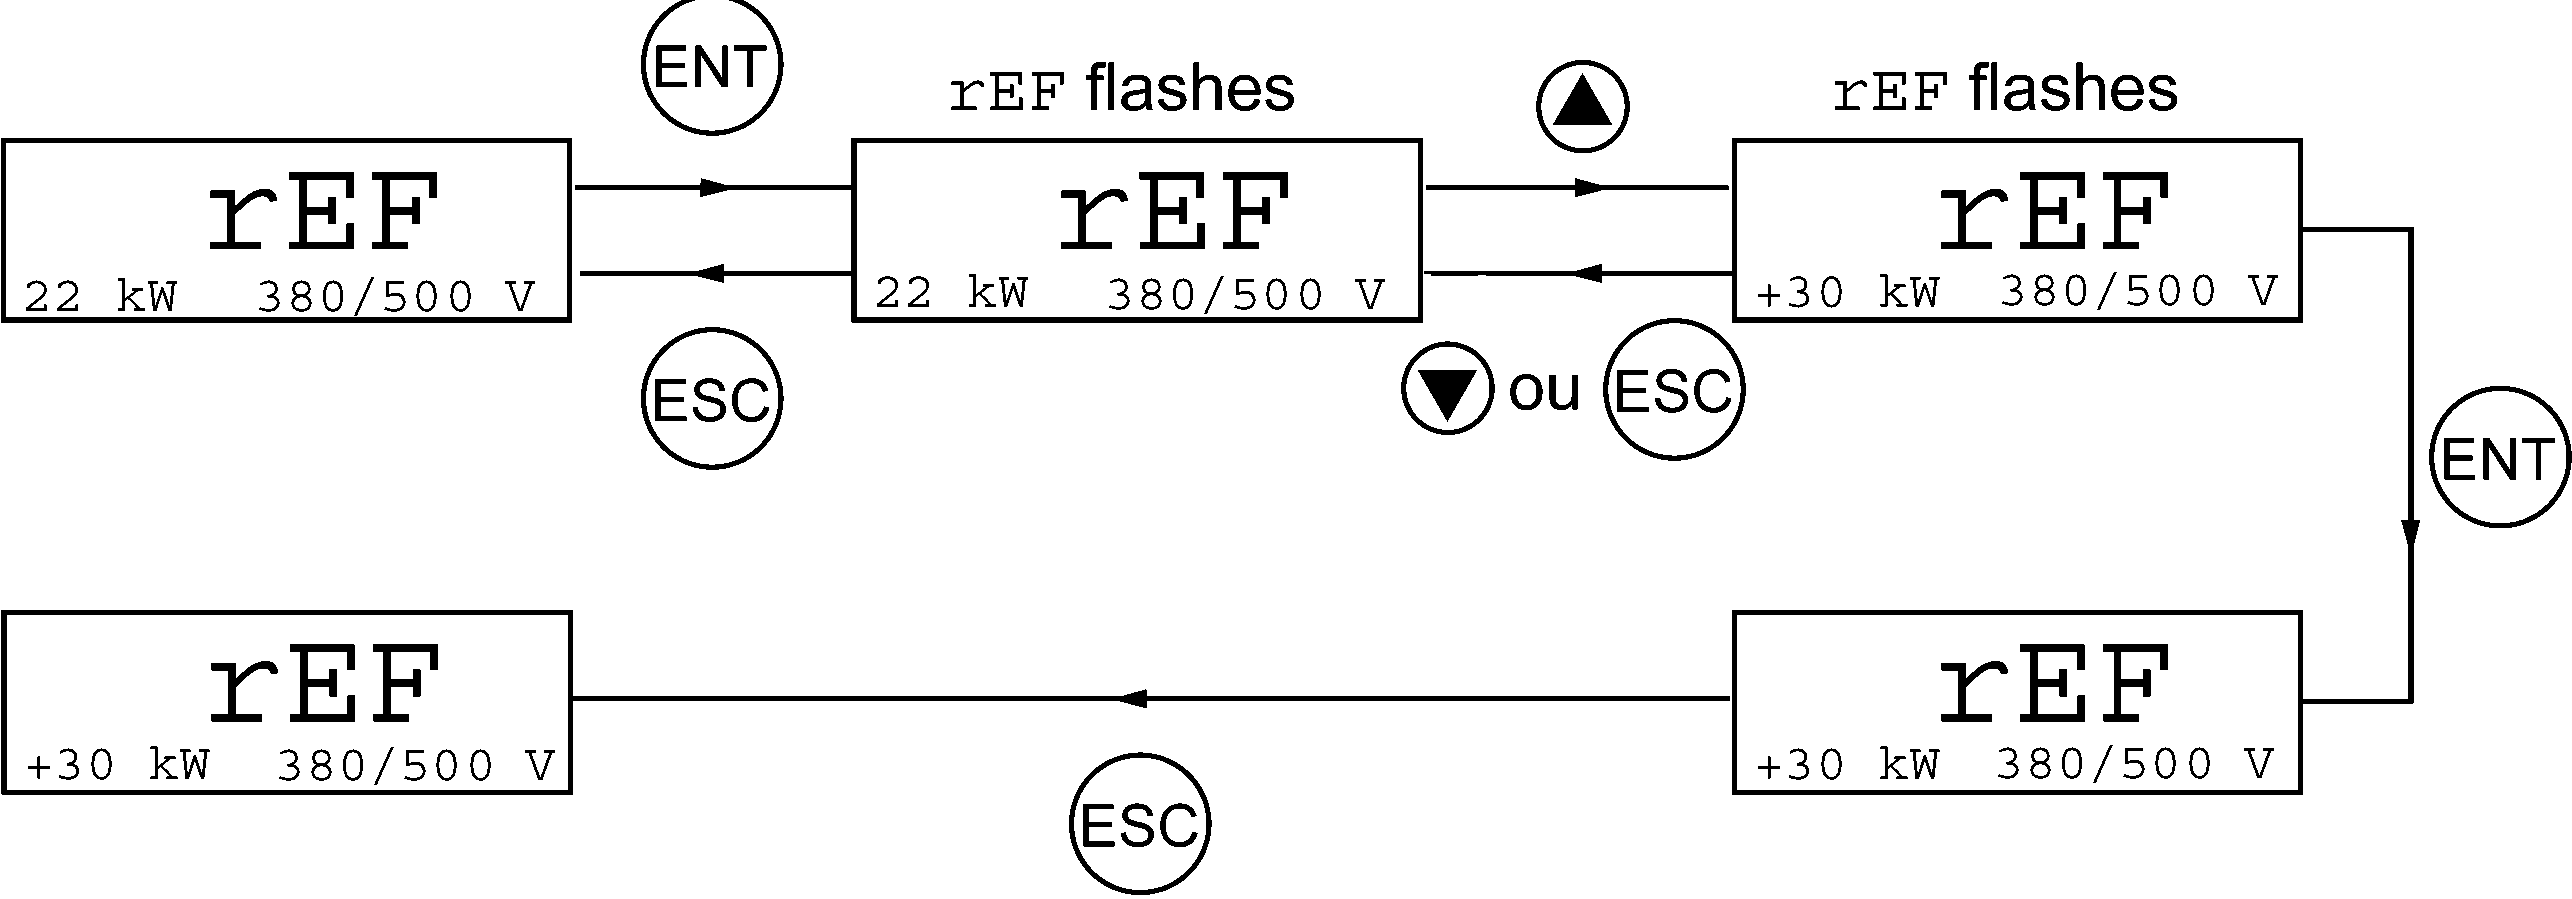 ENT
rEF flashes
rEF flashes
rEF
22 kW 380/500 V
rEF
22 kW 380/500 V
rEF
+30 kW 380/500 V
ESC
ou ESC
ENT
rEF
+30 kW 380/500 V
rEF
+30 kW 380/500 V
ESC